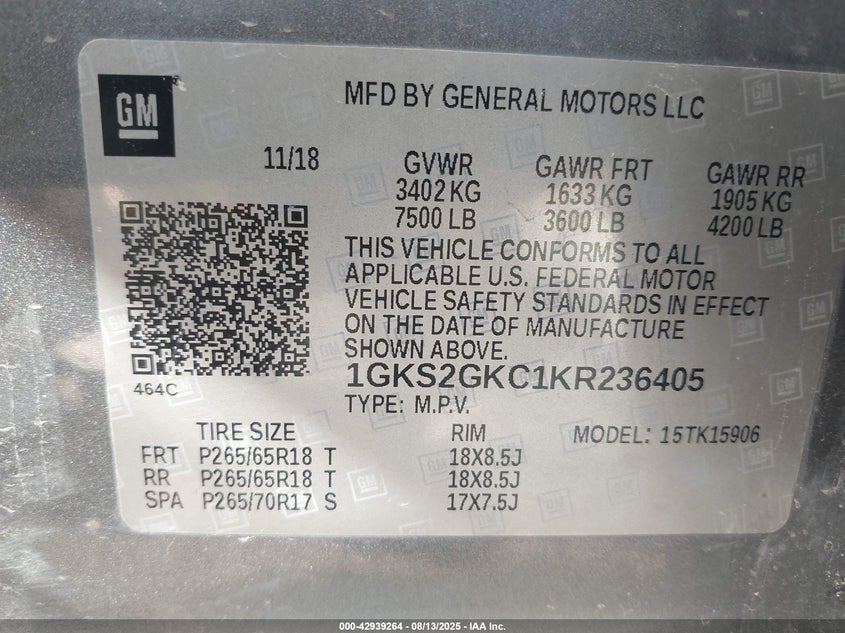 GM
MFD BY GENERAL MOTORS LLC
11/18 GVWR GAWR FRT GAWR RR
3402 KG 1633 KG 1905 KG
7500 LB 3600 LB 4200 LB
THIS VEHICLE CONFORMS TO ALL
APPLICABLE U.S. FEDERAL MOTOR
VEHICLE SAFETY STANDARDS IN EFFECT
ON THE DATE OF MANUFACTURE
SHOWN ABOVE.
464C
1GKS2GKC1KR236405
TYPE: M.P.V.
TIRE SIZE RIM MODEL: 15TK15906
FRT P265/65R18 T 18X8.5J
RR P265/65R18 T 18X8.5J
SPA P265/70R17 S 17X7.5J
000-42939264 - 08/13/2025 - IAA Inc.